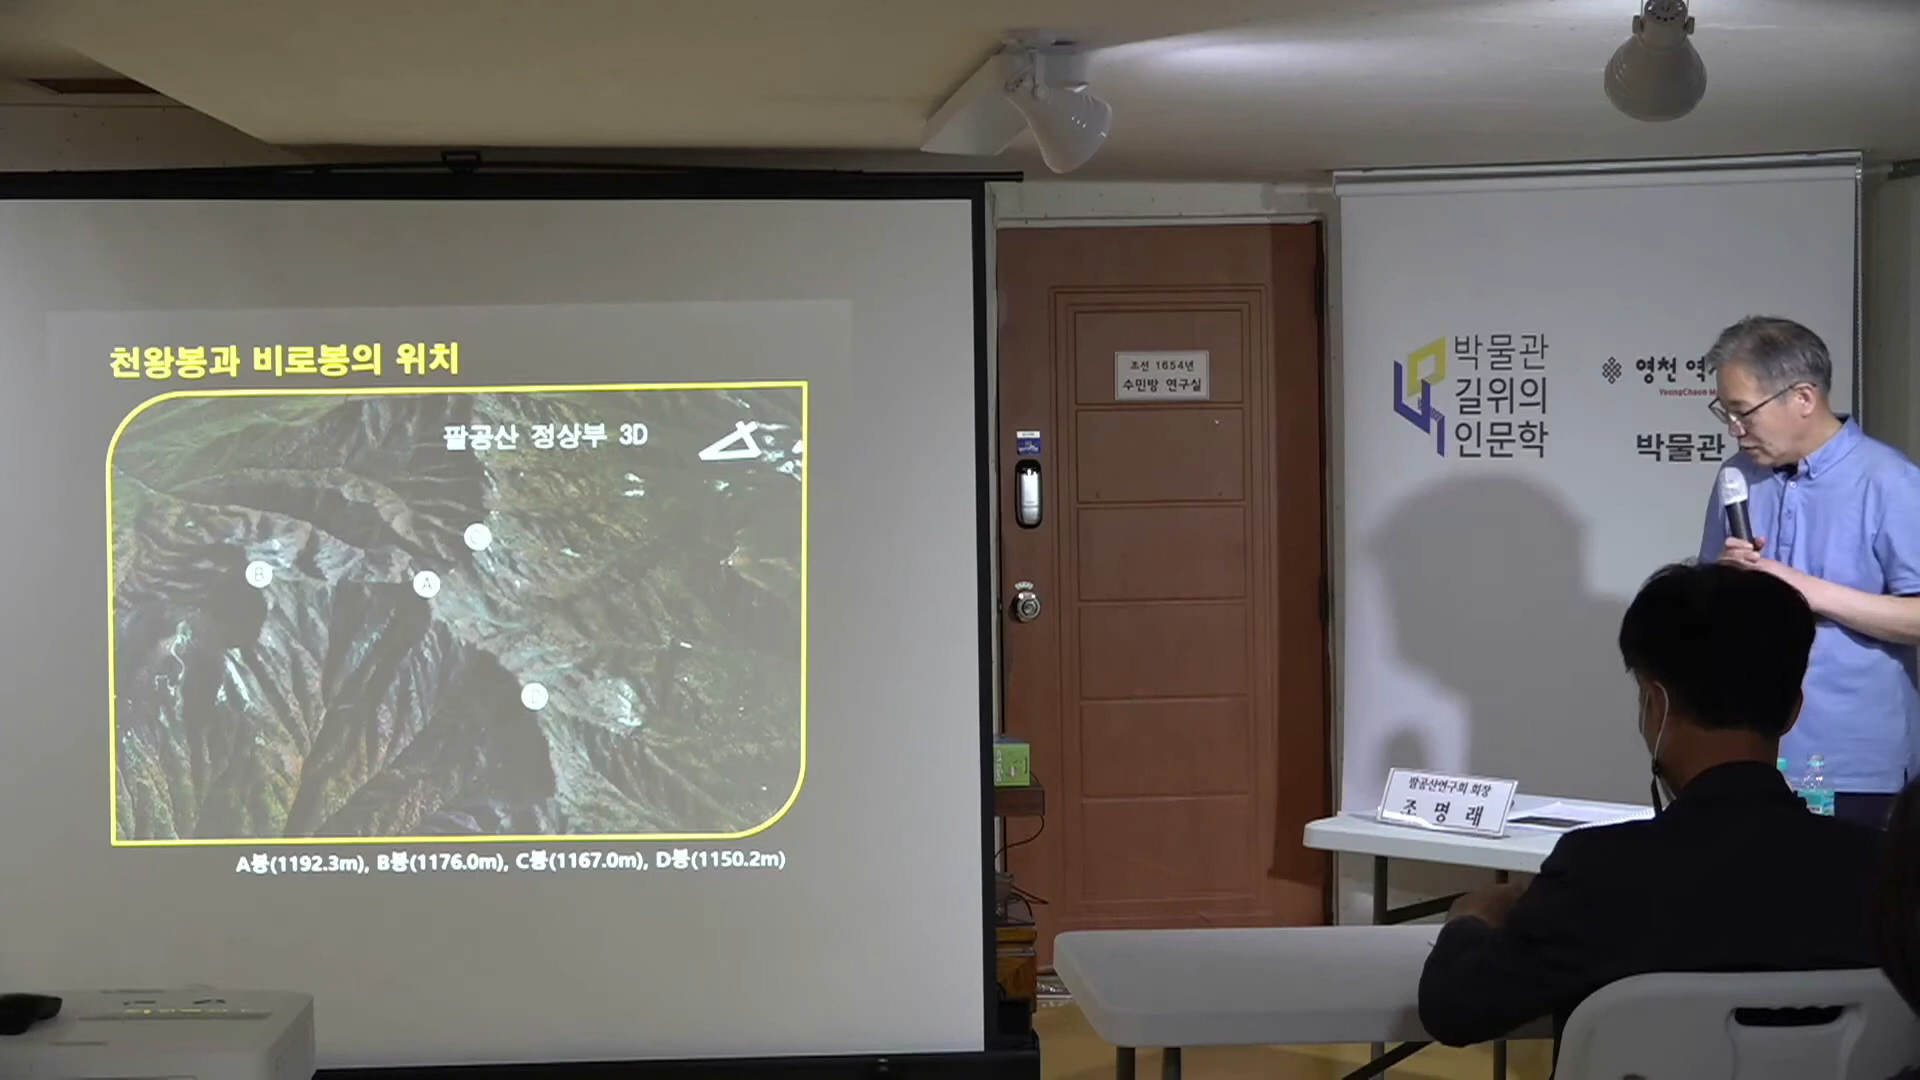 천왕봉과 비로봉의 위치
팔공산 정상부 3D
C
B
A
D
A봉(1192.3m), B봉(1176.0m), C봉(1167.0m), D봉(1150.2m)
조선 1654년
수민방 연구실
박물관
길위의
인문학
영천 역사
YeongCheon
박물관
팔공산연구회 회장
조 명 래